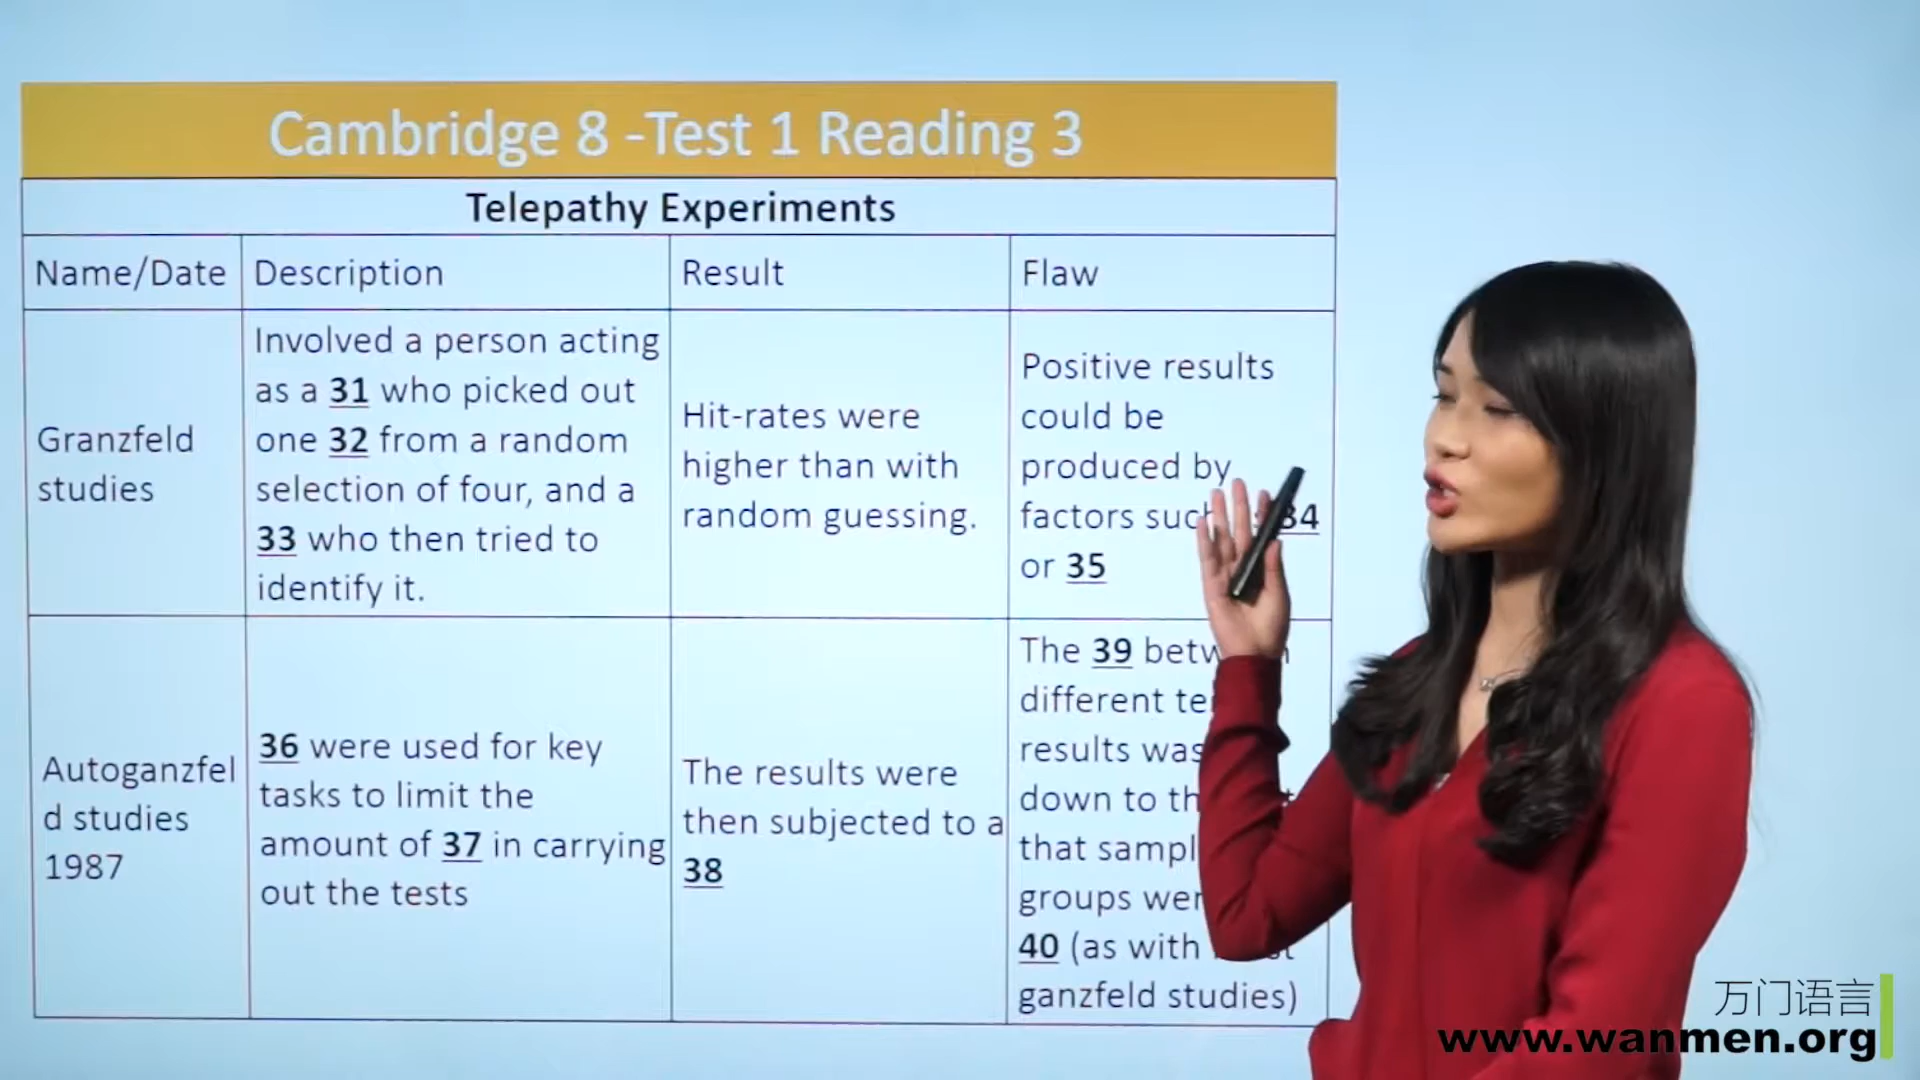 Cambridge 8 -Test 1 Reading 3
Telepathy Experiments
Name/Date
Description
Result
Flaw
Granzfeld
studies
Involved a person acting
as a 31 who picked out
one 32 from a random
selection of four, and a
33 who then tried to
identify it.
Hit-rates were
higher than with
random guessing.
Positive results
could be
produced by
factors 34
or 35
Autoganzfel
d studies
1987
36 were used for key
tasks to limit the
amount of 37 in carrying
out the tests
The results were
then subjected to a
38
The 39
different
results was
down to
that
groups
40 (as with
ganzfeld studies)
万门语言
www.wanmen.org